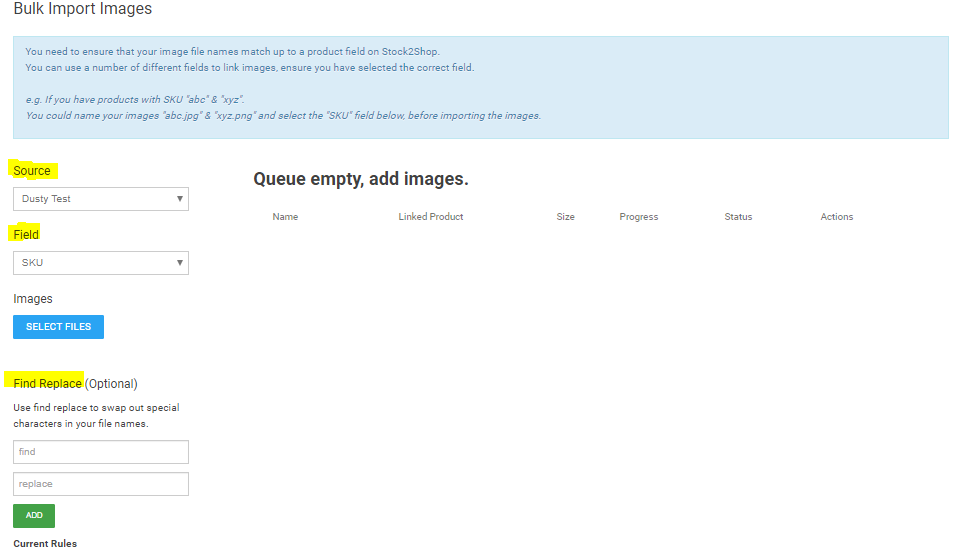 Bulk Import Images
You need to ensure that your image file names match up to a product field on Stock2Shop.
You can use a number of different fields to link images, ensure you have selected the correct field.
e.g. If you have products with SKU "abc" & "xyz".
You could name your images "abc.jpg" & "xyz.png" and select the "SKU" field below, before importing the images.
Source
Dusty Test
Field
SKU
Images
SELECT FILES
Find Replace (Optional)
Use find replace to swap out special
characters in your file names.
find
replace
ADD
Current Rules
Queue empty, add images.
Name Linked Product Size Progress Status Actions